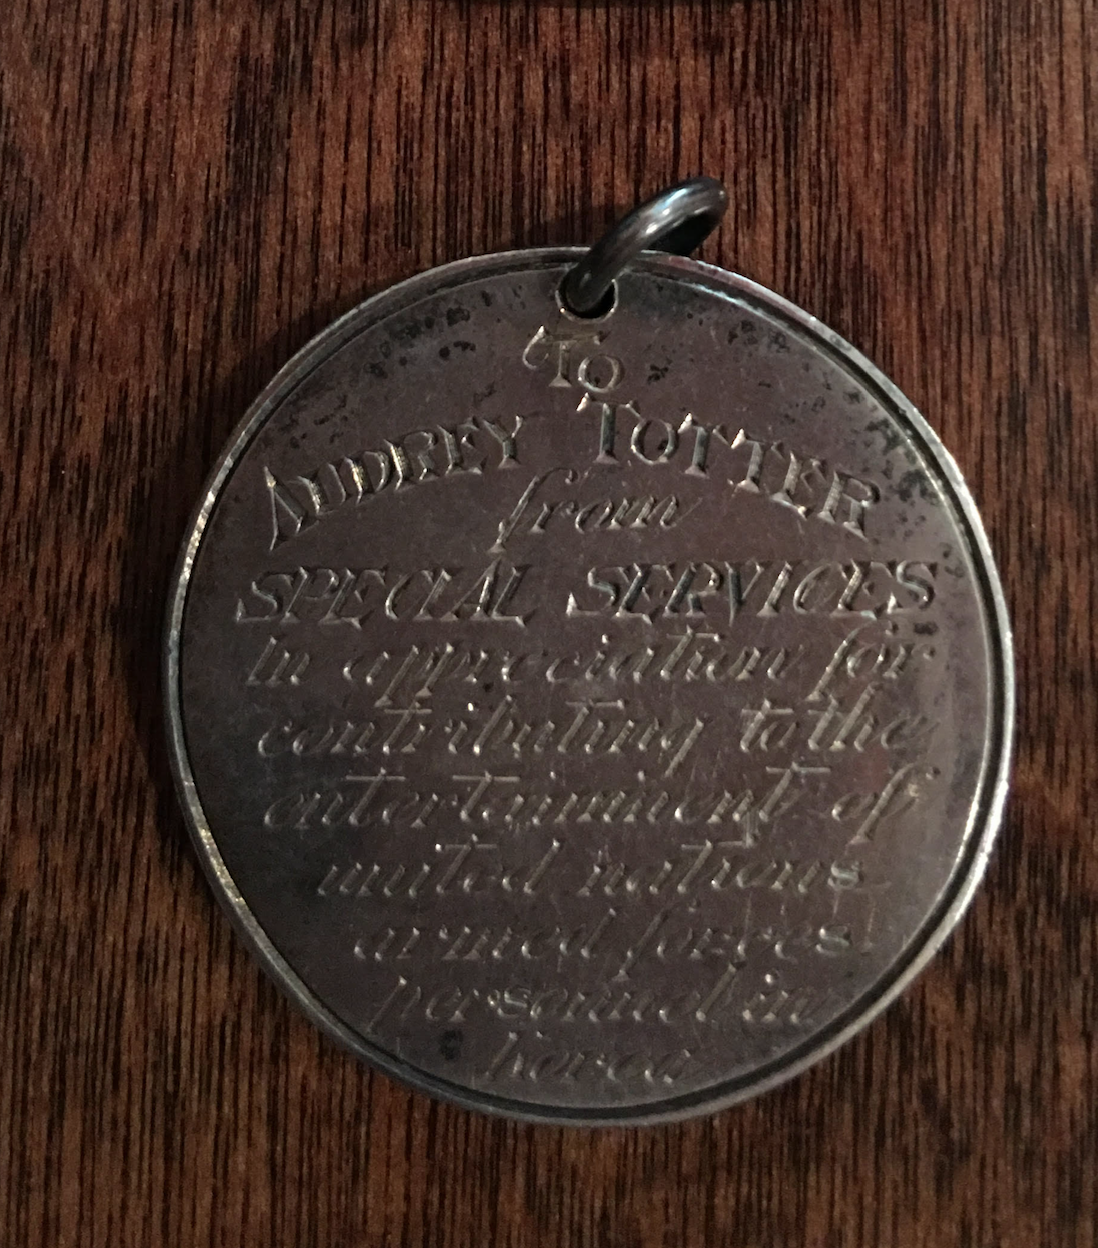 To
AUDREY TOTTER
from
SPECIAL SERVICES
In appreciation for
contributing to the
entertainment of
united nations
armed forces
personnel in
korea